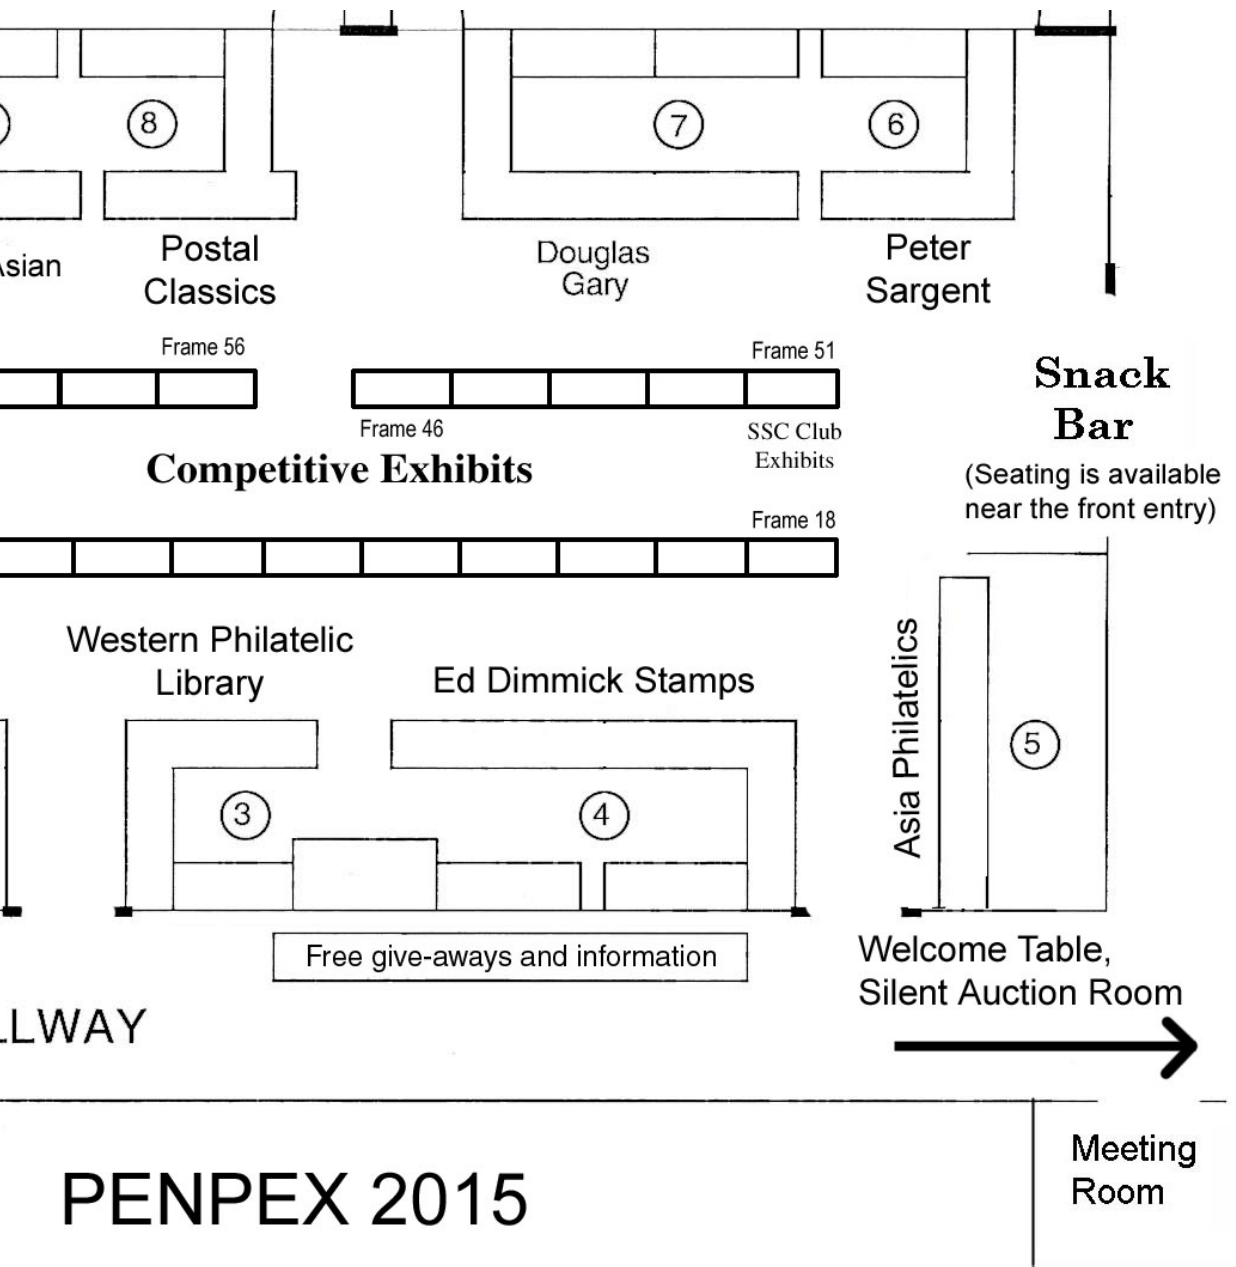 8
7
6
Postal
Classics
Douglas
Gary
Peter
Sargent
Frame 56
Frame 51
Snack
Bar
Frame 46
SSC Club
Exhibits
Competitive Exhibits
(Seating is available
near the front entry)
Frame 18
Western Philatelic
Library
Ed Dimmick Stamps
Asia Philatelics
5
3
4
Free give-aways and information
Welcome Table,
Silent Auction Room
LLWAY
PENPEX 2015
Meeting
Room